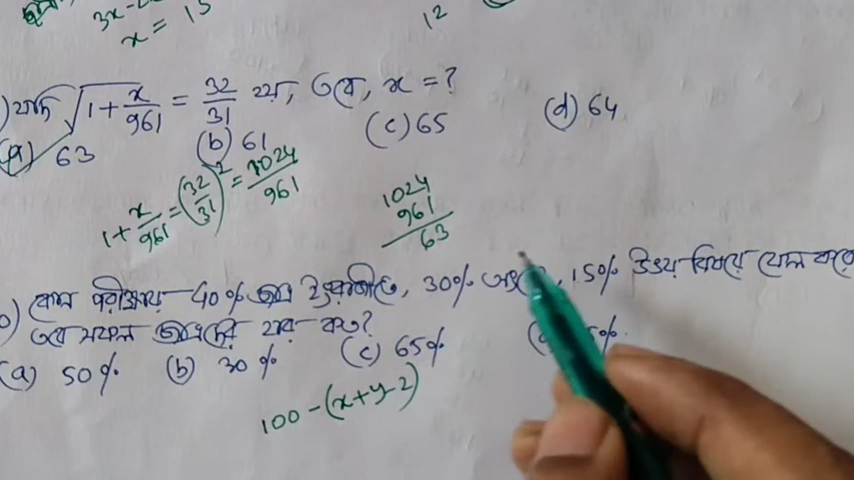 3x-
x = 15
12
যদি √1 + x/961 = 32/31 হয়, তবে, x = ?
(a) 63 (b) 61 (c) 65 (d) 64
1 + x/961 = (32/31)² = 1024/961
1024
961
63
কোন পরীক্ষায় 40% ছাত্র ইংরাজীতে, 30% , 15% উভয় বিষয়ে ফেল করে
তবে সফল ছাত্রদের হার কত?
(a) 50% (b) 30% (c) 65% 5%
100 - (x+y-z)